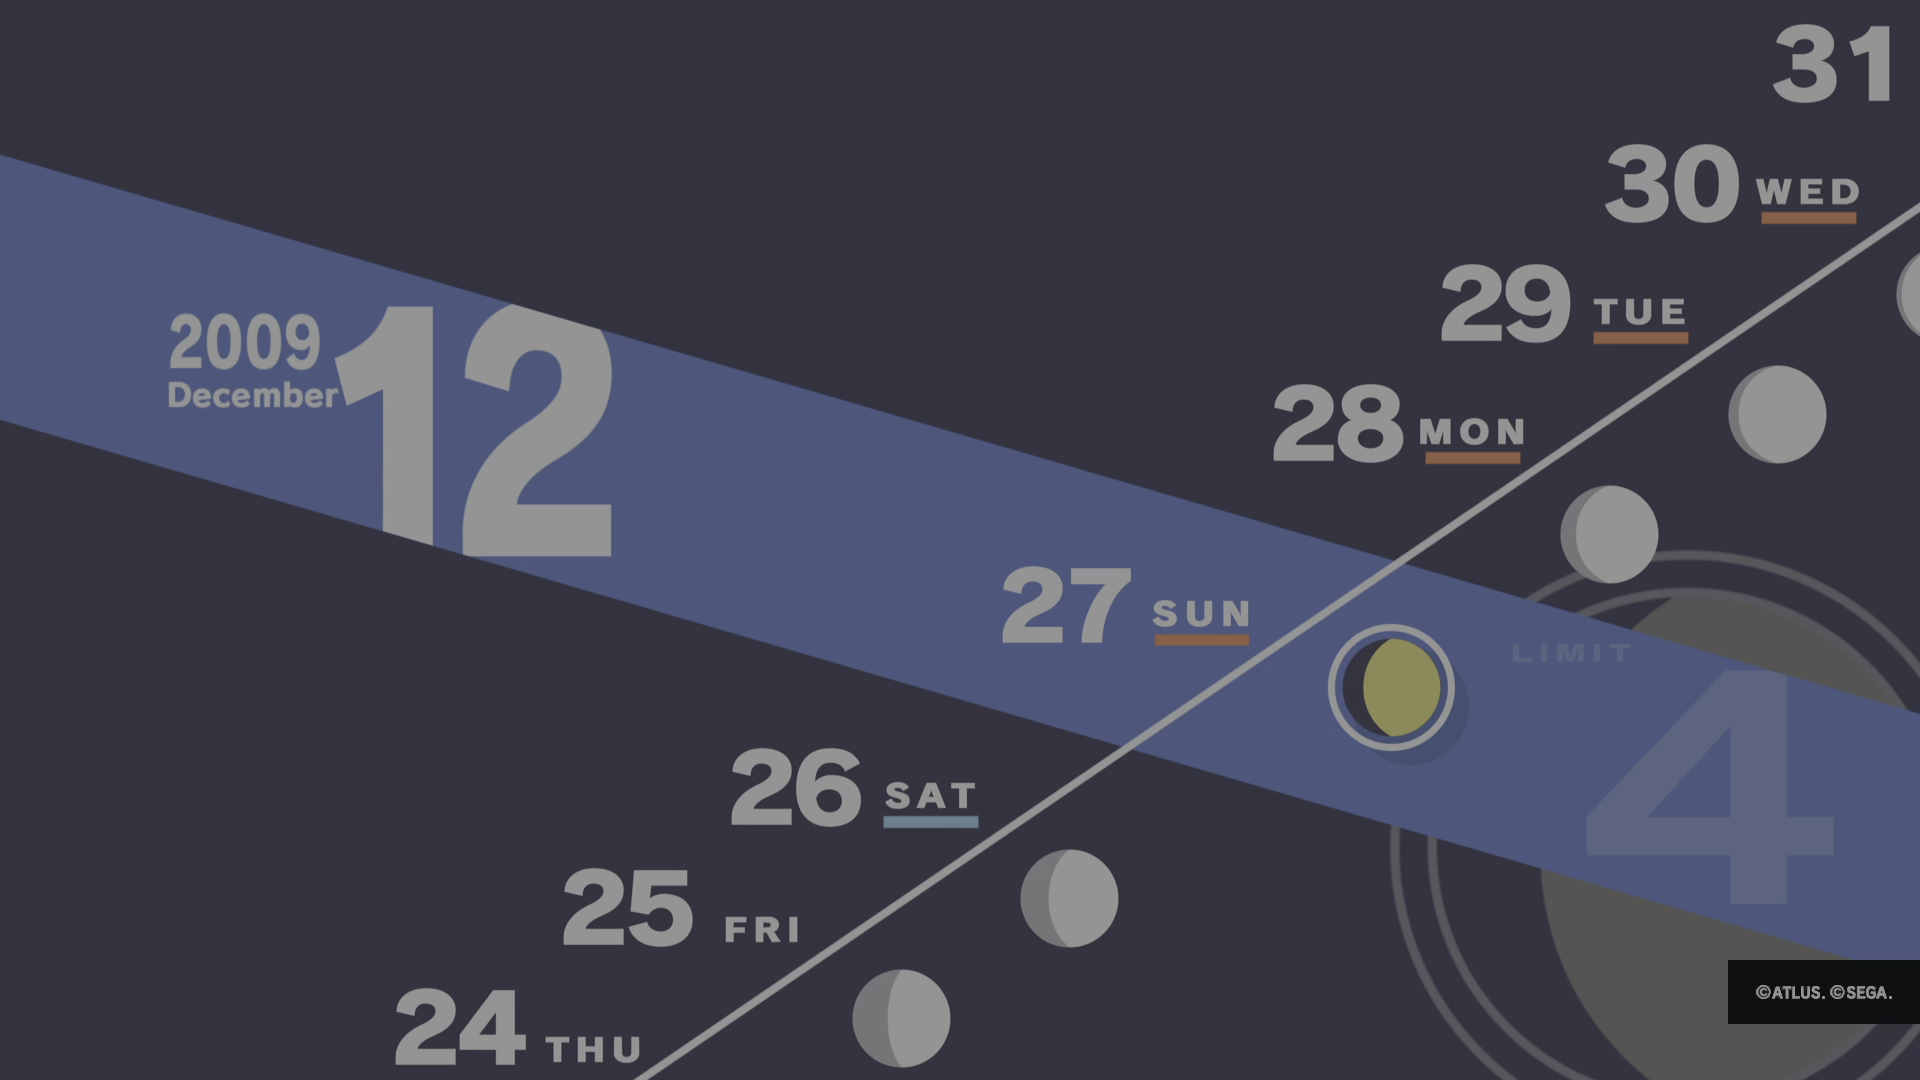 31
30 WED
29 TUE
28 MON
2009
December
12
27 SUN
LIMIT
4
26 SAT
25 FRI
24 THU
©ATLUS. ©SEGA.